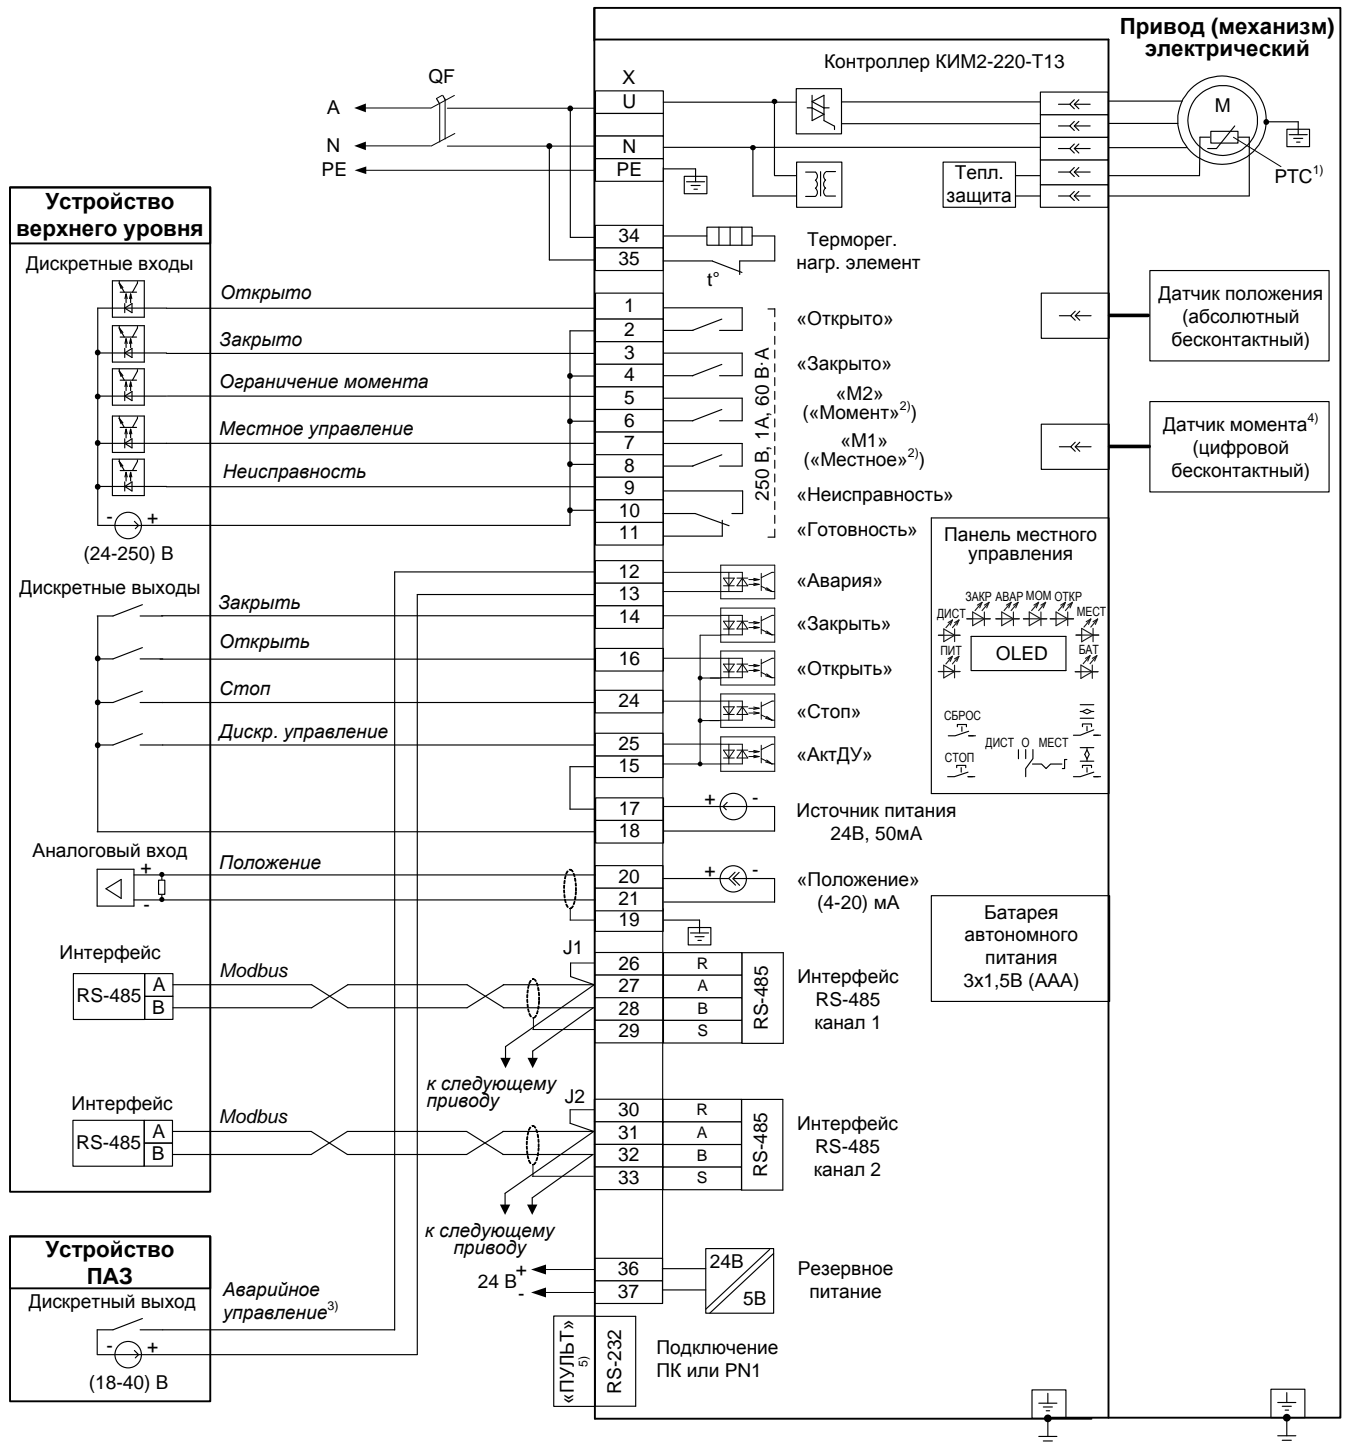 Привод (механизм)
электрический
Контроллер КИМ2-220-Т13
QF
X
A
U
N
N
PE
PE
M
PTC1)
Тепл.
защита
Устройство
верхнего уровня
34
35
t°
Терморег.
нагр. элемент
Дискретные входы
Открыто
Закрыто
Ограничение момента
Местное управление
Неисправность
- +
(24-250) В
1
2
3
4
5
6
7
8
9
10
11
250 В, 1А, 60 В·А
«Открыто»
«Закрыто»
«М2»
(«Момент»2))
«М1»
(«Местное»2))
«Неисправность»
«Готовность»
Датчик положения
(абсолютный
бесконтактный)
Датчик момента4)
(цифровой
бесконтактный)
Дискретные выходы
Закрыть
Открыть
Стоп
Дискр. управление
12
13
14
16
24
25
15
17
18
«Авария»
«Закрыть»
«Открыть»
«Стоп»
«АктДУ»
+ -
Источник питания
24В, 50мА
Панель местного
управления
ЗАКР АВАР МОМ ОТКР
ДИСТ
МЕСТ
ПИТ
OLED
БАТ
СБРОС
ДИСТ О МЕСТ
СТОП
Аналоговый вход
+
-
Положение
20
21
19
+ -
«Положение»
(4-20) мА
Батарея
автономного
питания
3х1,5В (ААА)
Интерфейс
RS-485
A
B
Modbus
J1
26
27
28
29
R
A
B
S
RS-485
Интерфейс
RS-485
канал 1
к следующему
приводу
Интерфейс
RS-485
A
B
Modbus
J2
30
31
32
33
R
A
B
S
RS-485
Интерфейс
RS-485
канал 2
к следующему
приводу
Устройство
ПАЗ
Дискретный выход
Аварийное
управление3)
- +
(18-40) В
24 В
+
-
36
37
24В
5В
Резервное
питание
«ПУЛЬТ»
5)
RS-232
Подключение
ПК или PN1